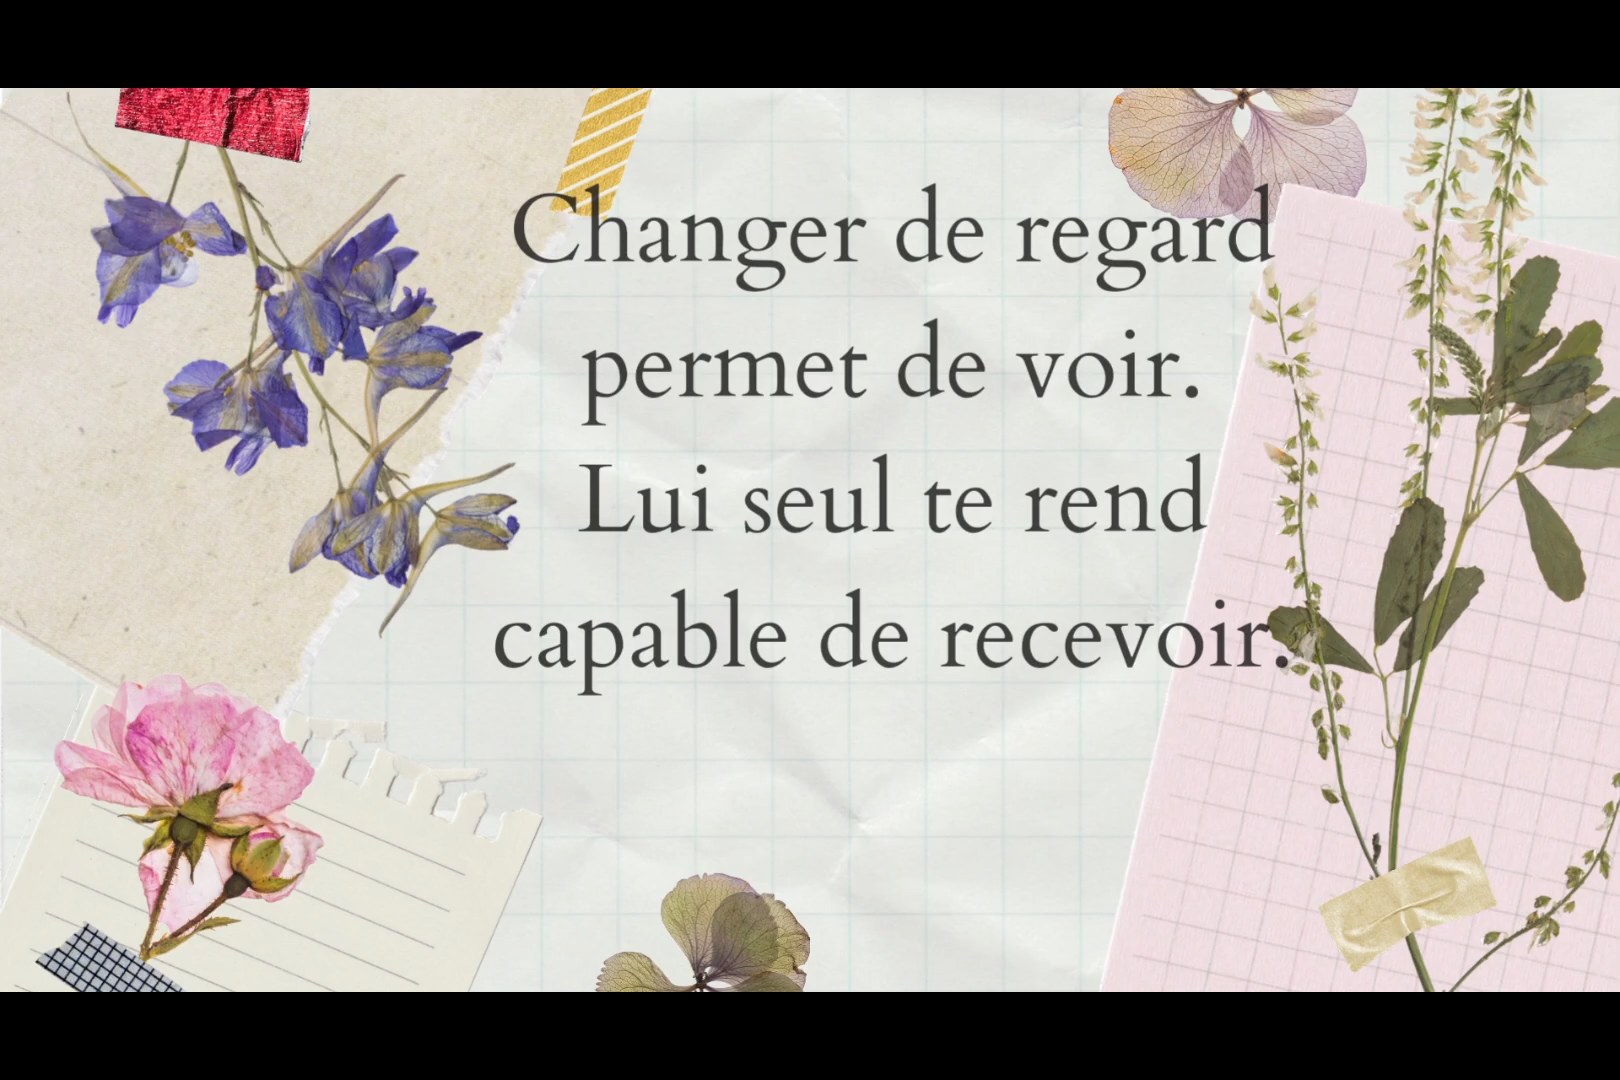 Changer de regard
permet de voir.
Lui seul te rend
capable de recevoir.